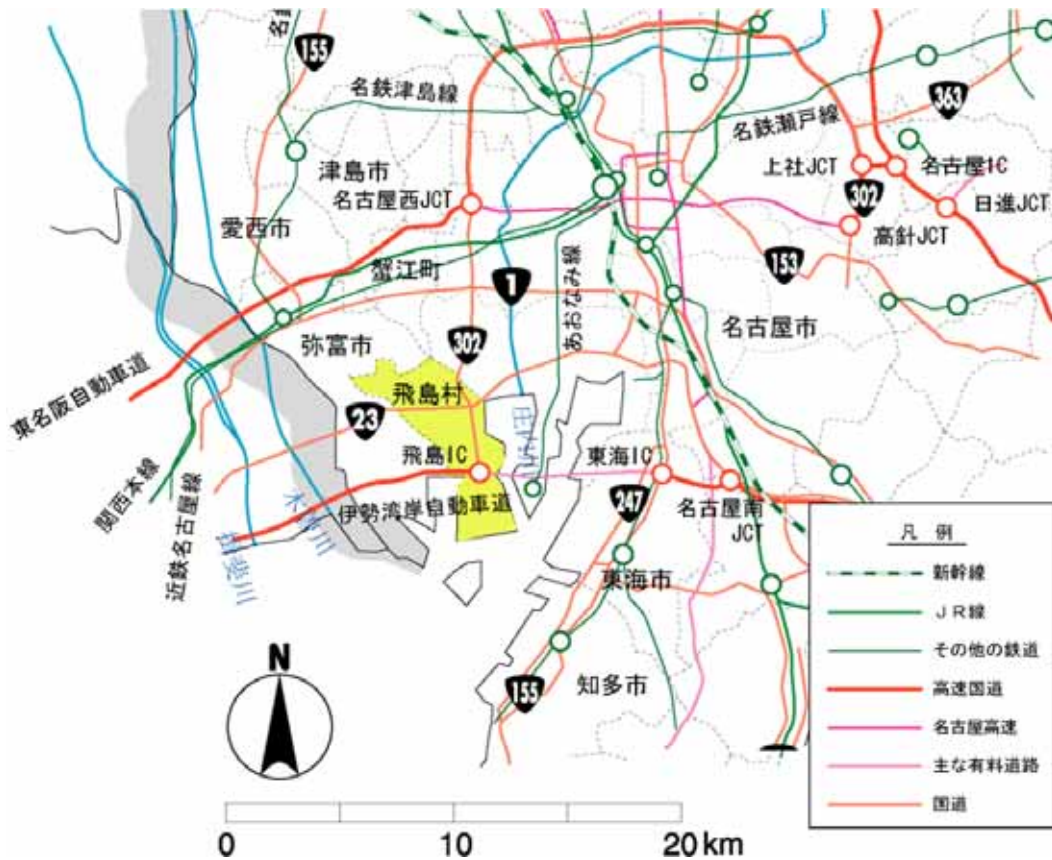 155
名鉄津島線
363
名鉄瀬戸線
津島市
上社JCT
名古屋IC
名古屋西JCT
302
日進JCT
愛西市
高針JCT
蟹江町
153
1
あおなみ線
名古屋市
弥富市
302
東名阪自動車道
飛島村
23
庄内川
飛島IC
東海IC
関西本線
近鉄名古屋線
伊勢湾岸自動車道
247
名古屋南
JCT
木曽川
揖斐川
東海市
155
知多市
N
0 10 20km
凡 例
新幹線
JR線
その他の鉄道
高速国道
名古屋高速
主な有料道路
国道